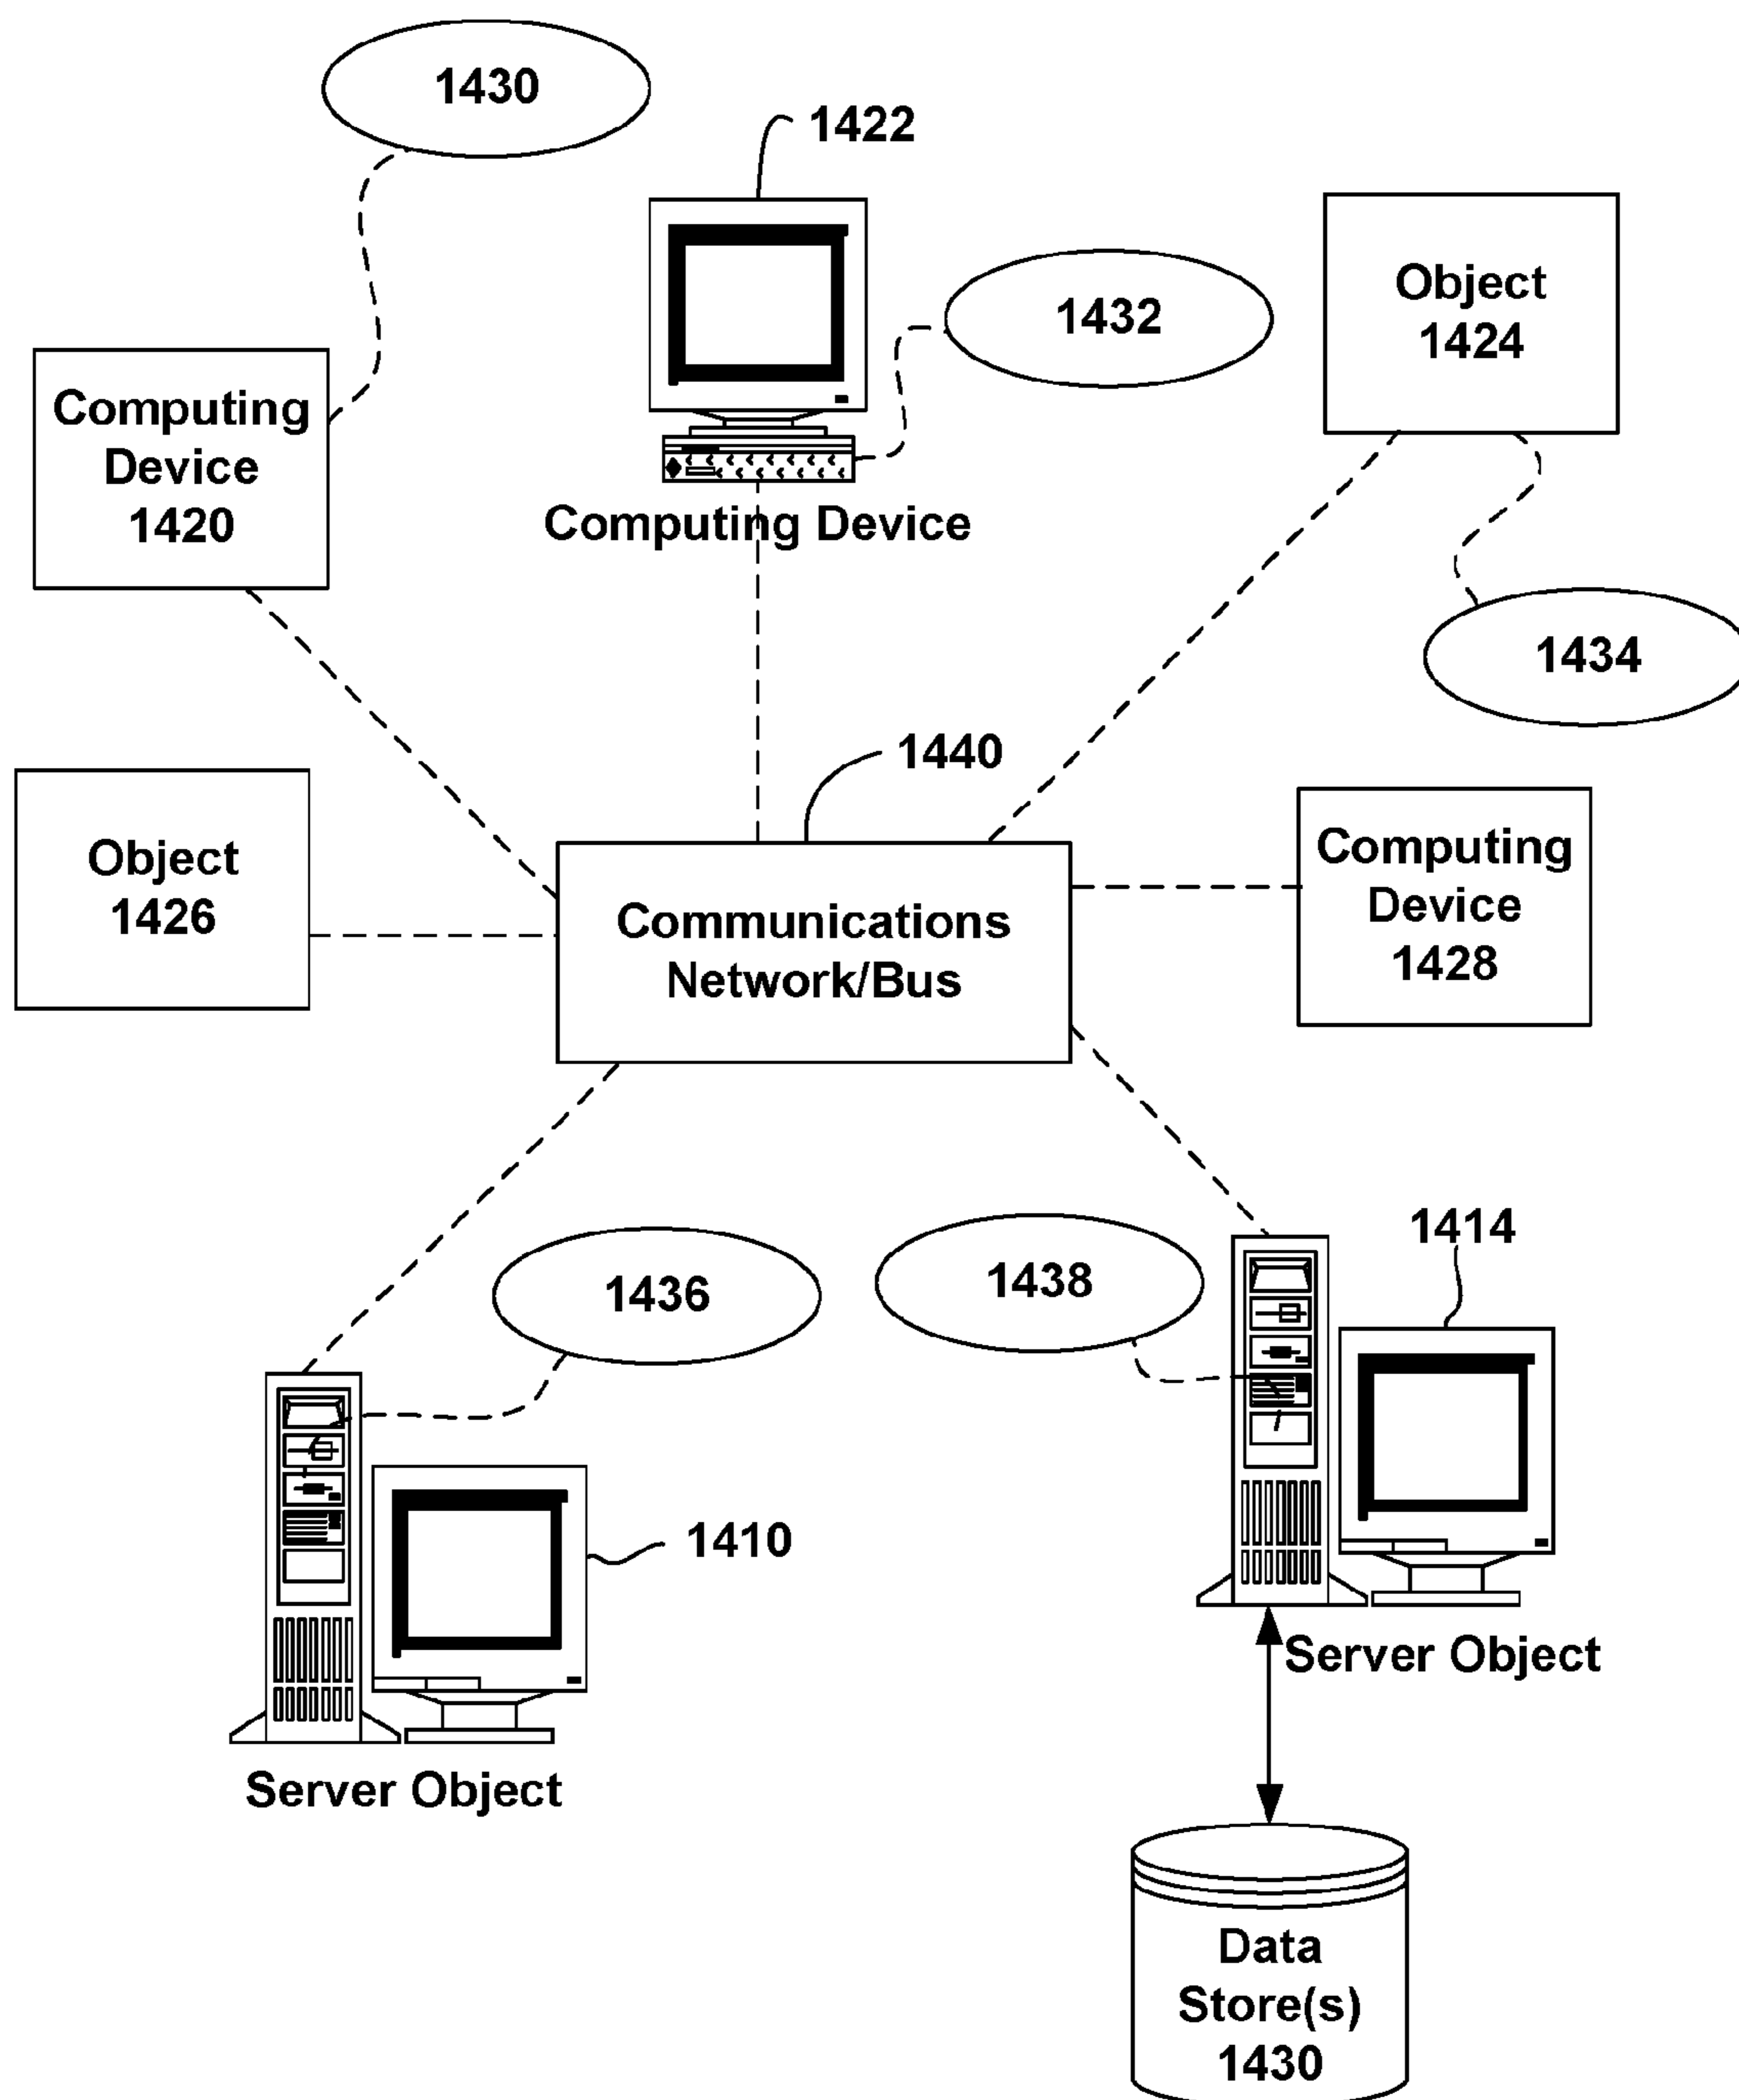 1430
1422
Object
1424
1432
Computing
Device
1420
Computing Device
1434
1440
Object
1426
Communications
Network/Bus
Computing
Device
1428
1436
1438
1414
1410
Server Object
Server Object
Data
Store(s)
1430